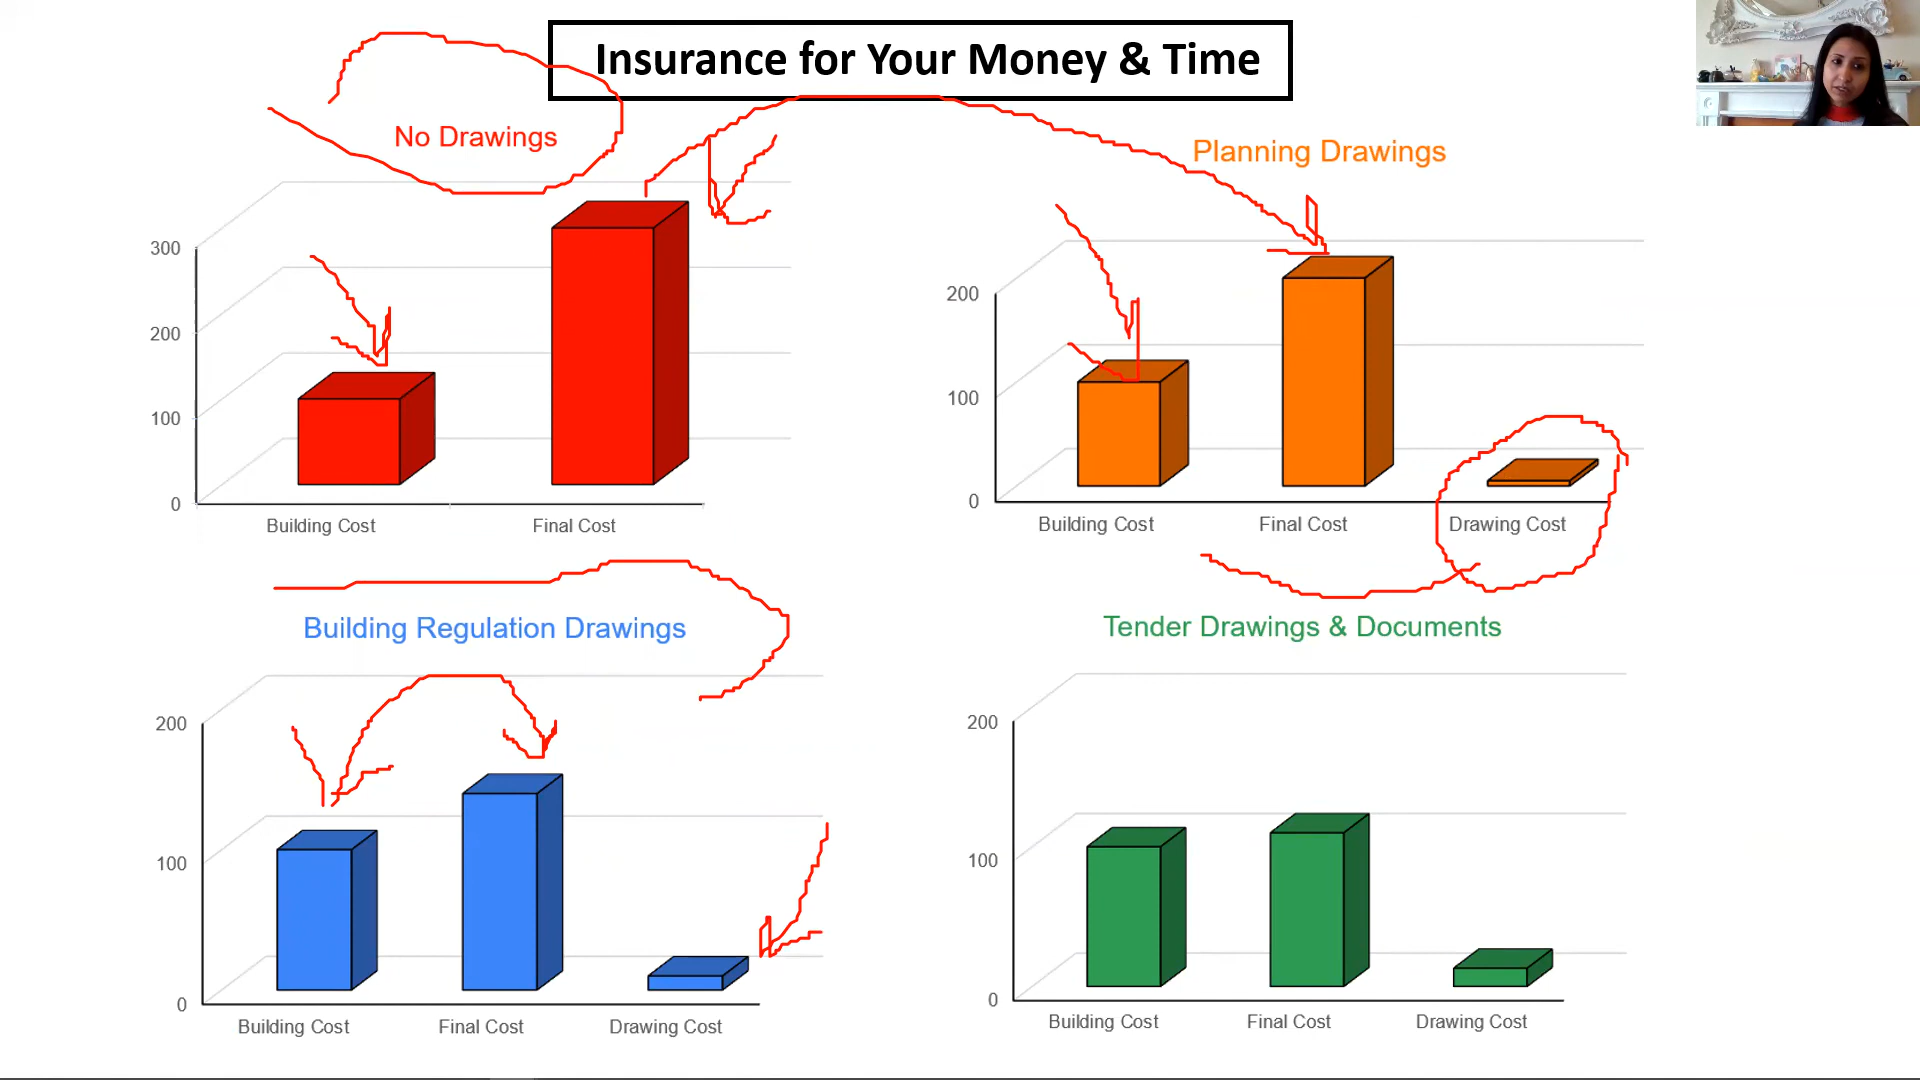 Insurance for Your Money & Time
No Drawings
300
200
100
0
Building Cost
Final Cost
Planning Drawings
200
100
0
Building Cost
Final Cost
Drawing Cost
Building Regulation Drawings
200
100
0
Building Cost
Final Cost
Drawing Cost
Tender Drawings & Documents
200
100
0
Building Cost
Final Cost
Drawing Cost